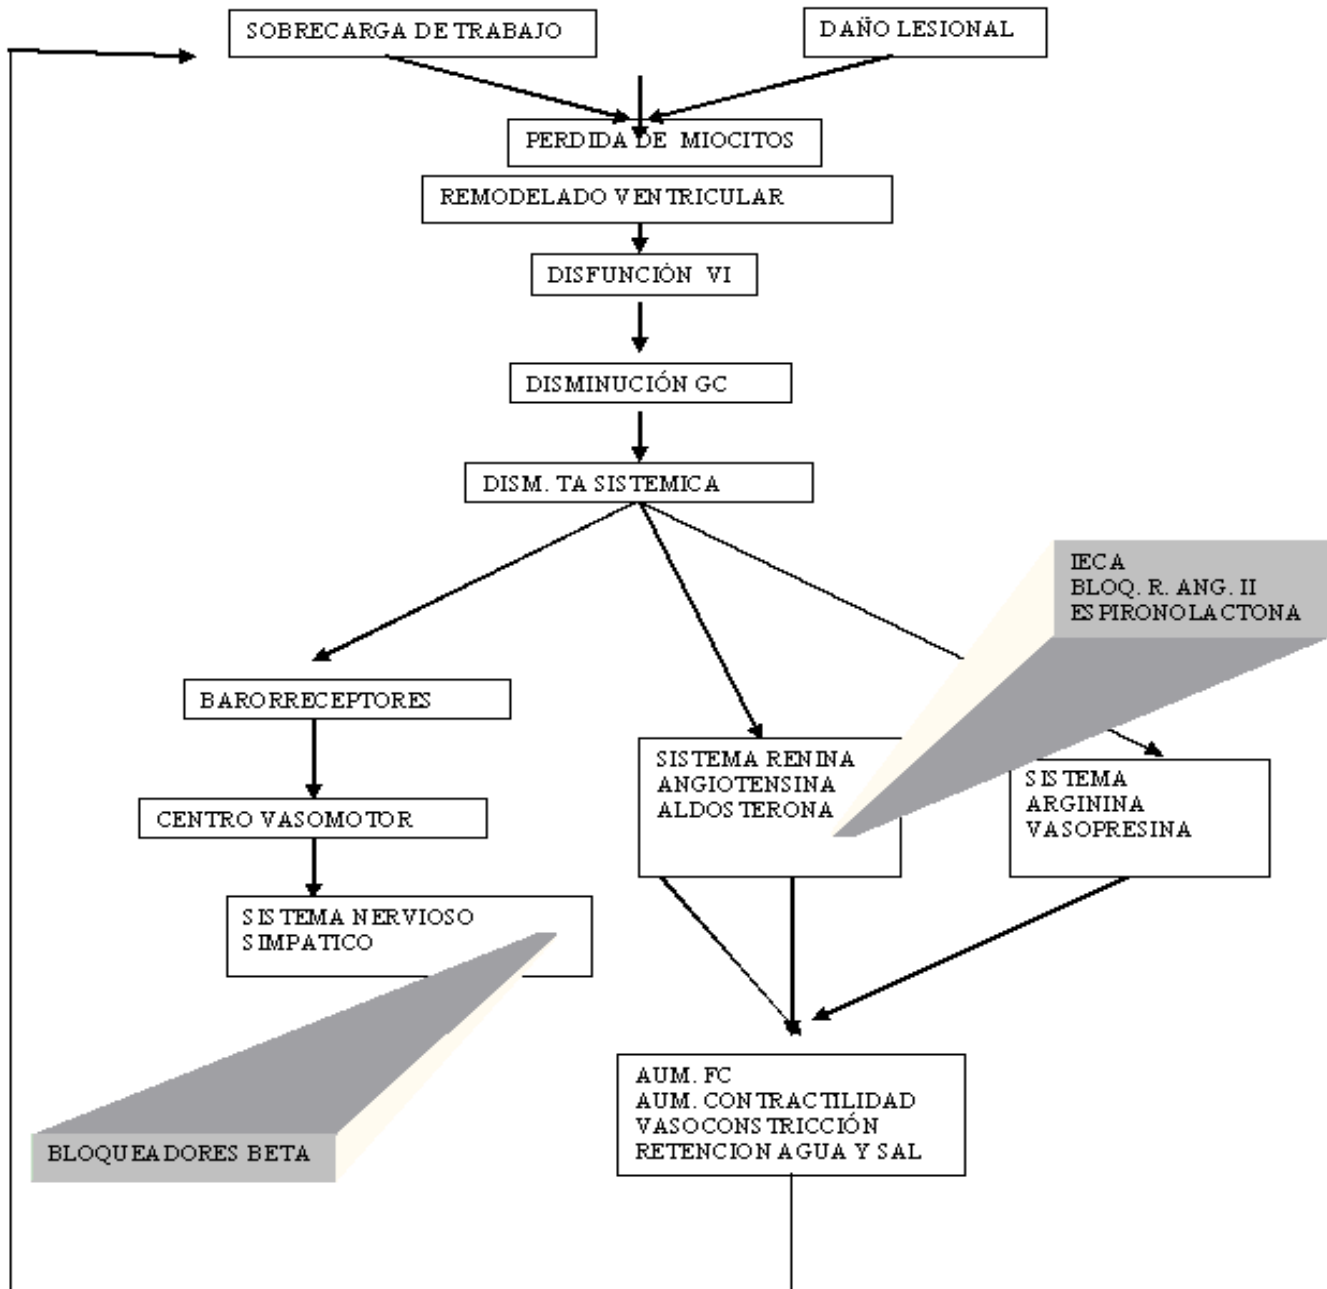 SOBRECARGA DE TRABAJO
DAÑO LESIONAL
PERDIDA DE MIOCITOS
REMODELADO VENTRICULAR
DISFUNCIÓN VI
DISMINUCIÓN GC
DISM. TA SISTEMICA
IECA
BLOQ. R. ANG. II
ESPIRONOLACTONA
BARORRECEPTORES
SISTEMA RENINA
ANGIOTENSINA
ALDOSTERONA
SISTEMA
ARGININA
VASOPRESINA
CENTRO VASOMOTOR
SISTEMA NERVIOSO
SIMPATICO
AUM. FC
AUM. CONTRACTILIDAD
VASOCONSTRICCIÓN
RETENCION AGUA Y SAL
BLOQUEADORES BETA